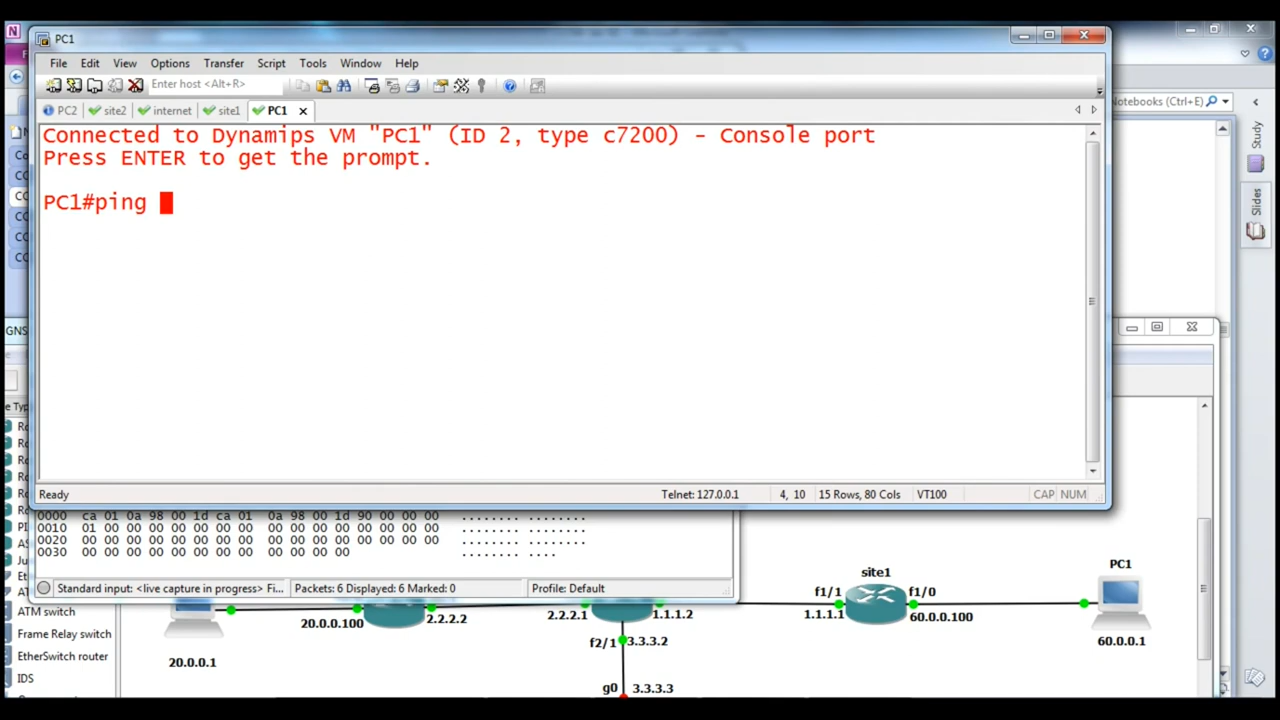 PC1
File Edit View Options Transfer Script Tools Window Help
Enter host <Alt+R>
Notebooks (Ctrl+E)
PC2 site2 internet site1 PC1
Connected to Dynamips VM "PC1" (ID 2, type c7200) - Console port
Press ENTER to get the prompt.
PC1#ping
Study
Slides
GNS
Ready Telnet: 127.0.0.1 4, 10 15 Rows, 80 Cols VT100 CAP NUM
0000 ca 01 0a 98 00 1d ca 01 0a 98 00 1d 90 00 00 00 ........ ........
0010 01 00 00 00 00 00 00 00 00 00 00 00 00 00 00 00 ........ ........
0020 00 00 00 00 00 00 00 00 00 00 00 00 00 00 00 00 ........ ........
0030 00 00 00 00 00 00 00 00 00 00 00 00 ........ ....
Standard input: <live capture in progress> Fi... Packets: 6 Displayed: 6 Marked: 0 Profile: Default
site1
PC1
f1/1 f1/0
20.0.0.100 2.2.2.2 2.2.2.1 1.1.1.2 1.1.1.1 60.0.0.100
f2/1 3.3.3.2
20.0.0.1
60.0.0.1
g0 3.3.3.3
ATM switch
Frame Relay switch
EtherSwitch router
IDS